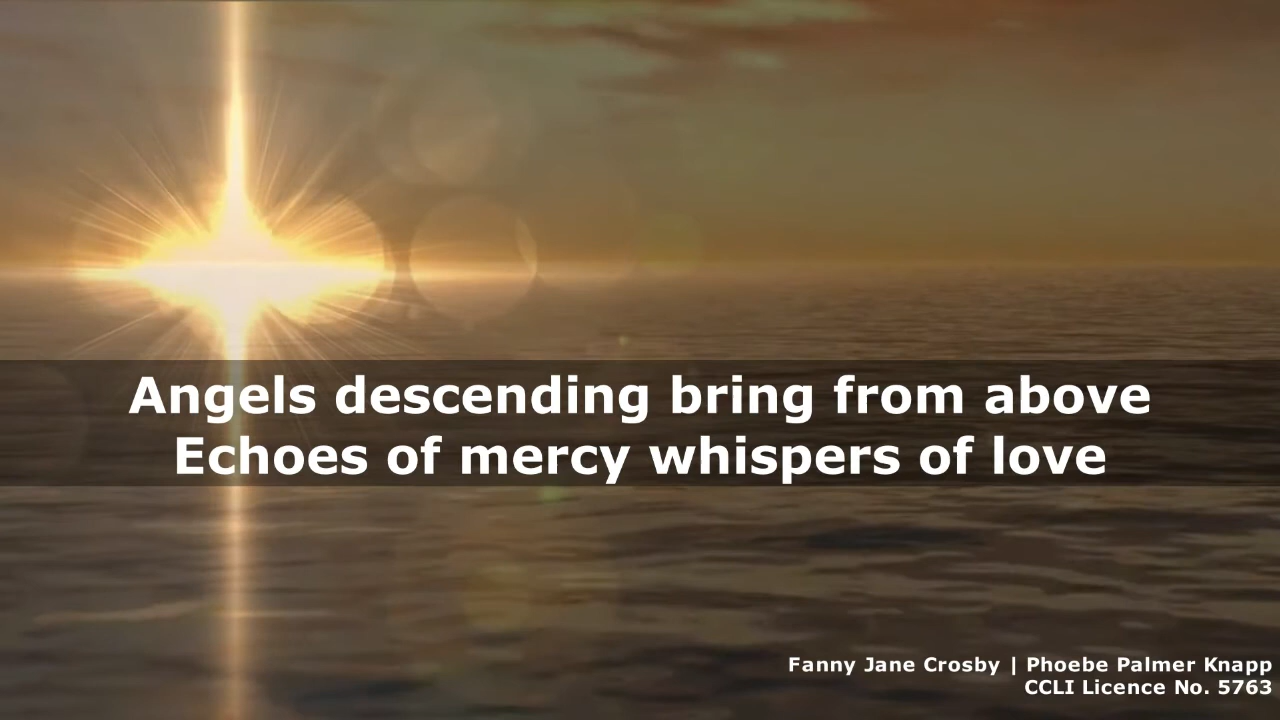 Angels descending bring from above
Echoes of mercy whispers of love
Fanny Jane Crosby | Phoebe Palmer Knapp
CCLI Licence No. 5763